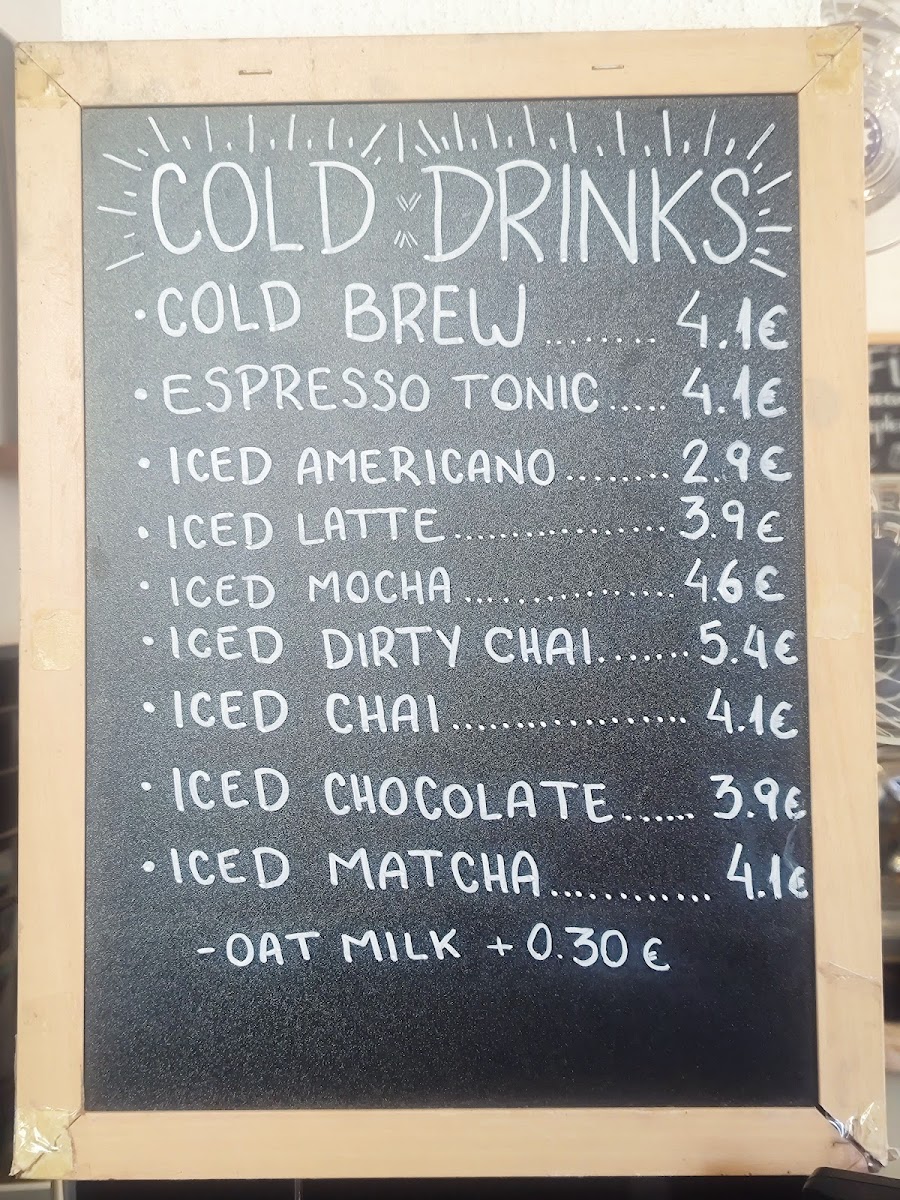 COLD DRINKS
• COLD BREW ......... 4.1€
• ESPRESSO TONIC ..... 4.1€
• ICED AMERICANO ........ 2.9€
• ICED LATTE ................. 3.9€
• ICED MOCHA ................ 4.6€
• ICED DIRTY CHAI ....... 5.4€
• ICED CHAI .................. 4.1€
• ICED CHOCOLATE ...... 3.9€
• ICED MATCHA ............ 4.1€
-OAT MILK +0.30€